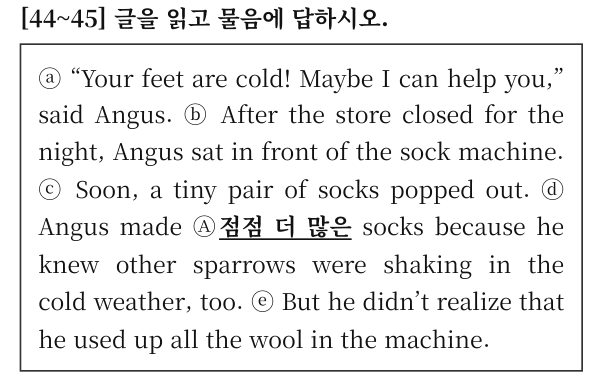 [44~45] 글을 읽고 물음에 답하시오.
ⓐ “Your feet are cold! Maybe I can help you,”
said Angus. ⓑ After the store closed for the
night, Angus sat in front of the sock machine.
ⓒ Soon, a tiny pair of socks popped out. ⓓ
Angus made Ⓐ점점 더 많은 socks because he
knew other sparrows were shaking in the
cold weather, too. ⓔ But he didn’t realize that
he used up all the wool in the machine.